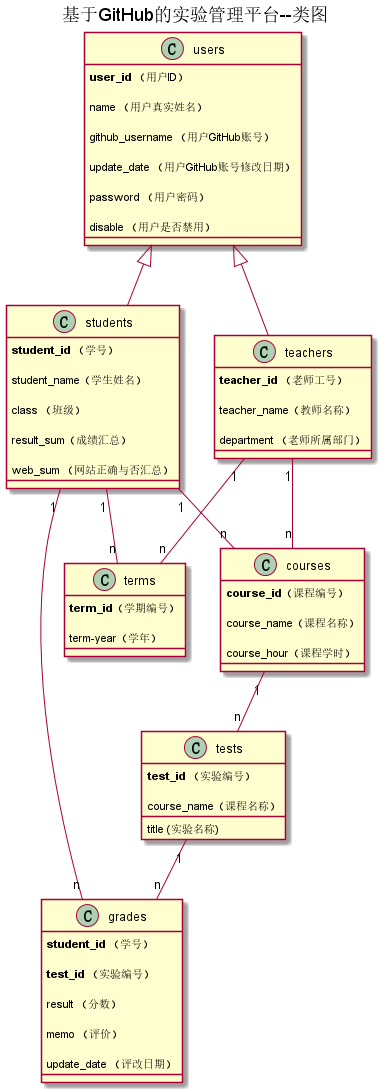 基于GitHub的实验管理平台--类图
C users
user_id （用户ID）
name （用户真实姓名）
github_username （用户GitHub账号）
update_date （用户GitHub账号修改日期）
password （用户密码）
disable （用户是否禁用）
C students
student_id （学号）
student_name（学生姓名）
class （班级）
result_sum（成绩汇总）
web_sum （网站正确与否汇总）
C teachers
teacher_id （老师工号）
teacher_name（教师名称）
department （老师所属部门）
1 1 1 1 1
n n n n
C terms
term_id（学期编号）
term-year（学年）
C courses
course_id（课程编号）
course_name（课程名称）
course_hour（课程学时）
1
n
C tests
test_id （实验编号）
course_name（课程名称）
title (实验名称)
1
n n
C grades
student_id （学号）
test_id （实验编号）
result （分数）
memo （评价）
update_date （评改日期）